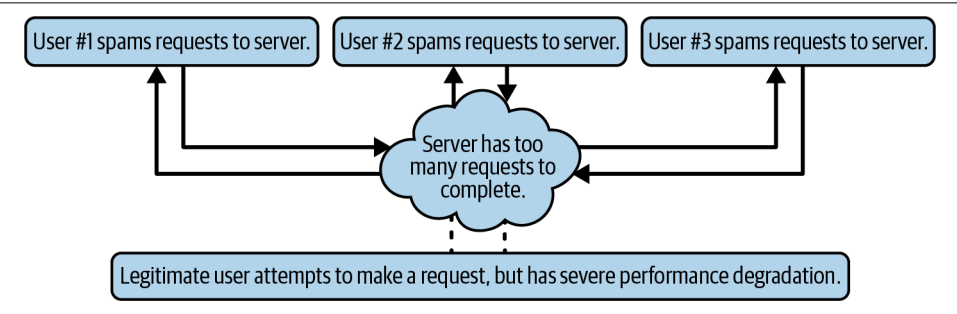 User #1 spams requests to server.
User #2 spams requests to server.
User #3 spams requests to server.
Server has too
many requests to
complete.
Legitimate user attempts to make a request, but has severe performance degradation.